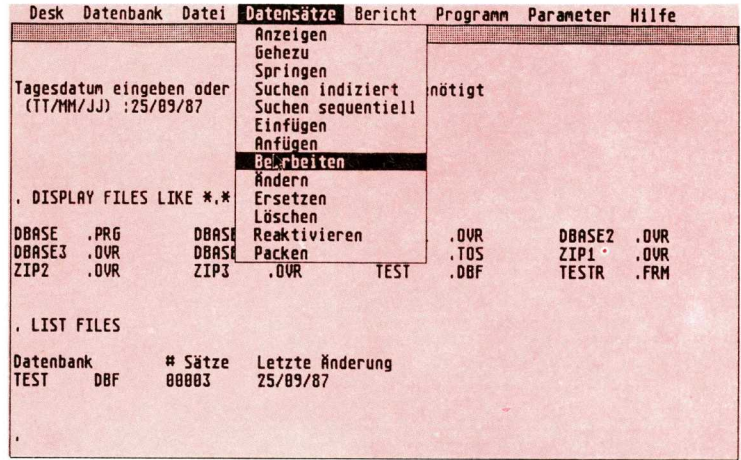 Desk Datenbank Datei Datensätze Bericht Programm Parameter Hilfe
Anzeigen
Gehezu
Springen
Suchen indiziert
Suchen sequentiell
Einfügen
Anfügen
Bearbeiten
Ändern
Ersetzen
Löschen
Reaktivieren
Packen
Tagesdatum eingeben oder nötigt
(TT/MM/JJ) :25/09/87
. DISPLAY FILES LIKE *.*
DBASE .PRG DBASE .OVR DBASE2 .OVR
DBASE3 .OVR DBASE .TOS ZIP1 .OVR
ZIP2 .OVR ZIP3 .OVR TEST .DBF TESTR .FRM
. LIST FILES
Datenbank # Sätze Letzte Änderung
TEST DBF 00003 25/09/87
.